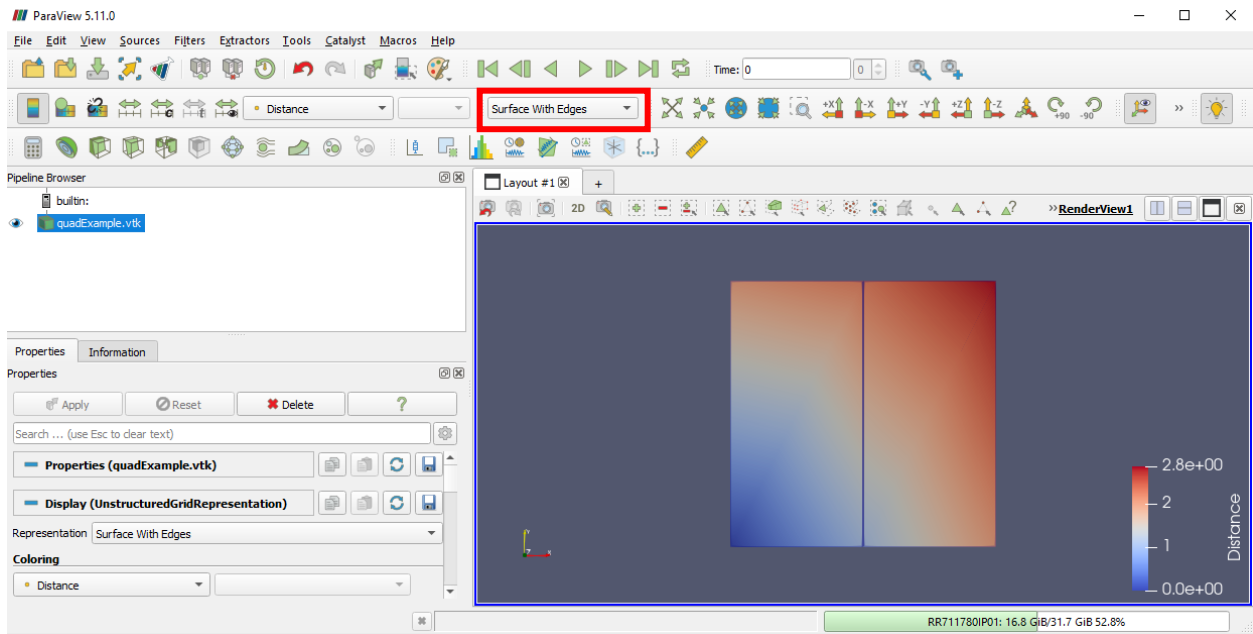 ParaView 5.11.0
File Edit View Sources Filters Extractors Tools Catalyst Macros Help
Time: 0 0
Distance Surface With Edges +X -X +Y -Y +Z -Z +90 -90 »
{...}
Pipeline Browser
builtin:
quadExample.vtk
Layout #1 +
2D »RenderView1
Properties Information
Properties
Apply Reset Delete ?
Search ... (use Esc to clear text)
Properties (quadExample.vtk)
Display (UnstructuredGridRepresentation)
Representation Surface With Edges
Coloring
Distance
Y
Z X
2.8e+00
2
1
0.0e+00
Distance
RR711780IP01: 16.8 GiB/31.7 GiB 52.8%